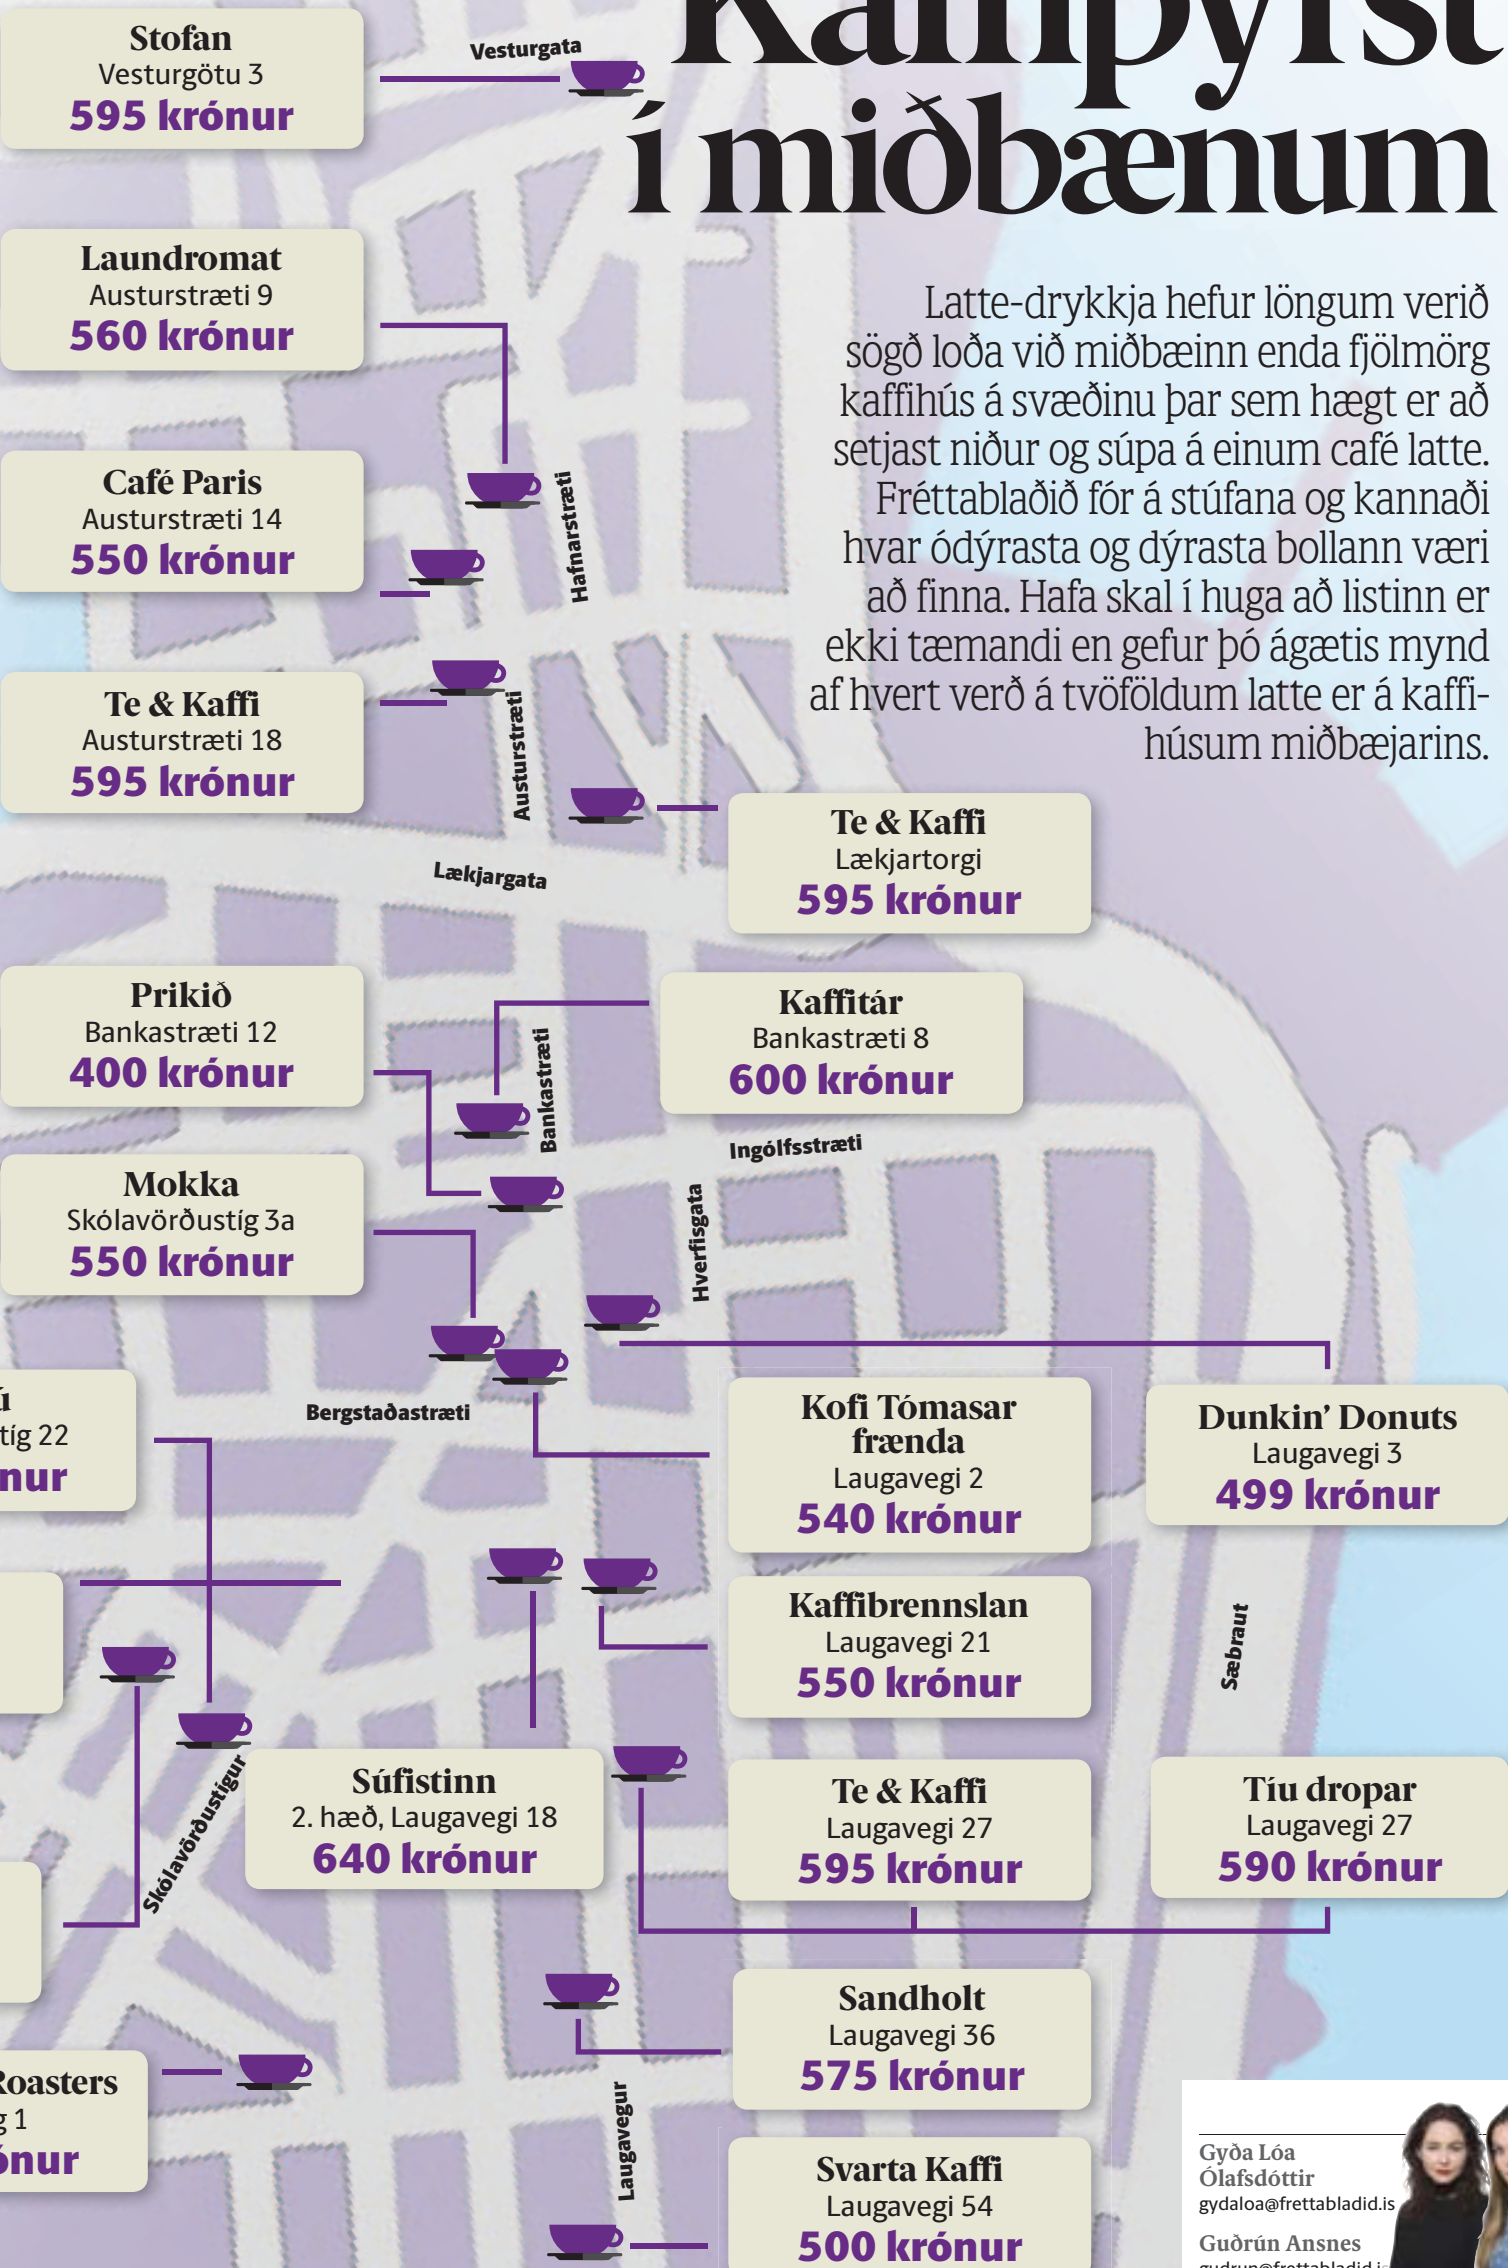 í miðbænum
Latte-drykkja hefur löngum verið
sögð loða við miðbæinn enda fjölmörg
kaffihús á svæðinu þar sem hægt er að
setjast niður og súpa á einum café latte.
Fréttablaðið fór á stúfana og kannaði
hvar ódýrasta og dýrasta bollann væri
að finna. Hafa skal í huga að listinn er
ekki tæmandi en gefur þó ágætis mynd
af hvert verð á tvöföldum latte er á kaffi-
húsum miðbæjarins.
Stofan
Vesturgötu 3
595 krónur
Vesturgata
Laundromat
Austurstræti 9
560 krónur
Café Paris
Austurstræti 14
550 krónur
Hafnarstræti
Te & Kaffi
Austurstræti 18
595 krónur
Austurstræti
Te & Kaffi
Lækjartorgi
595 krónur
Lækjargata
Prikið
Bankastræti 12
400 krónur
Kaffitár
Bankastræti 8
600 krónur
Bankastræti
Ingólfsstræti
Mokka
Skólavörðustíg 3a
550 krónur
Hverfisgata
Bergstaðastræti
ú
tíg 22
nur
Kofi Tómasar
frænda
Laugavegi 2
540 krónur
Dunkin’ Donuts
Laugavegi 3
499 krónur
Kaffibrennslan
Laugavegi 21
550 krónur
Sæbraut
Skólavörðustígur
Súfistinn
2. hæð, Laugavegi 18
640 krónur
Te & Kaffi
Laugavegi 27
595 krónur
Tíu dropar
Laugavegi 27
590 krónur
Sandholt
Laugavegi 36
575 krónur
Roasters
g 1
ónur
Laugavegur
Svarta Kaffi
Laugavegi 54
500 krónur
Gyða Lóa
Ólafsdóttir
gydaloa@frettabladid.is
Guðrún Ansnes